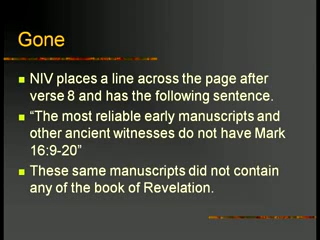 Gone
NIV places a line across the page after
verse 8 and has the following sentence.
“The most reliable early manuscripts and
other ancient witnesses do not have Mark
16:9-20”
These same manuscripts did not contain
any of the book of Revelation.